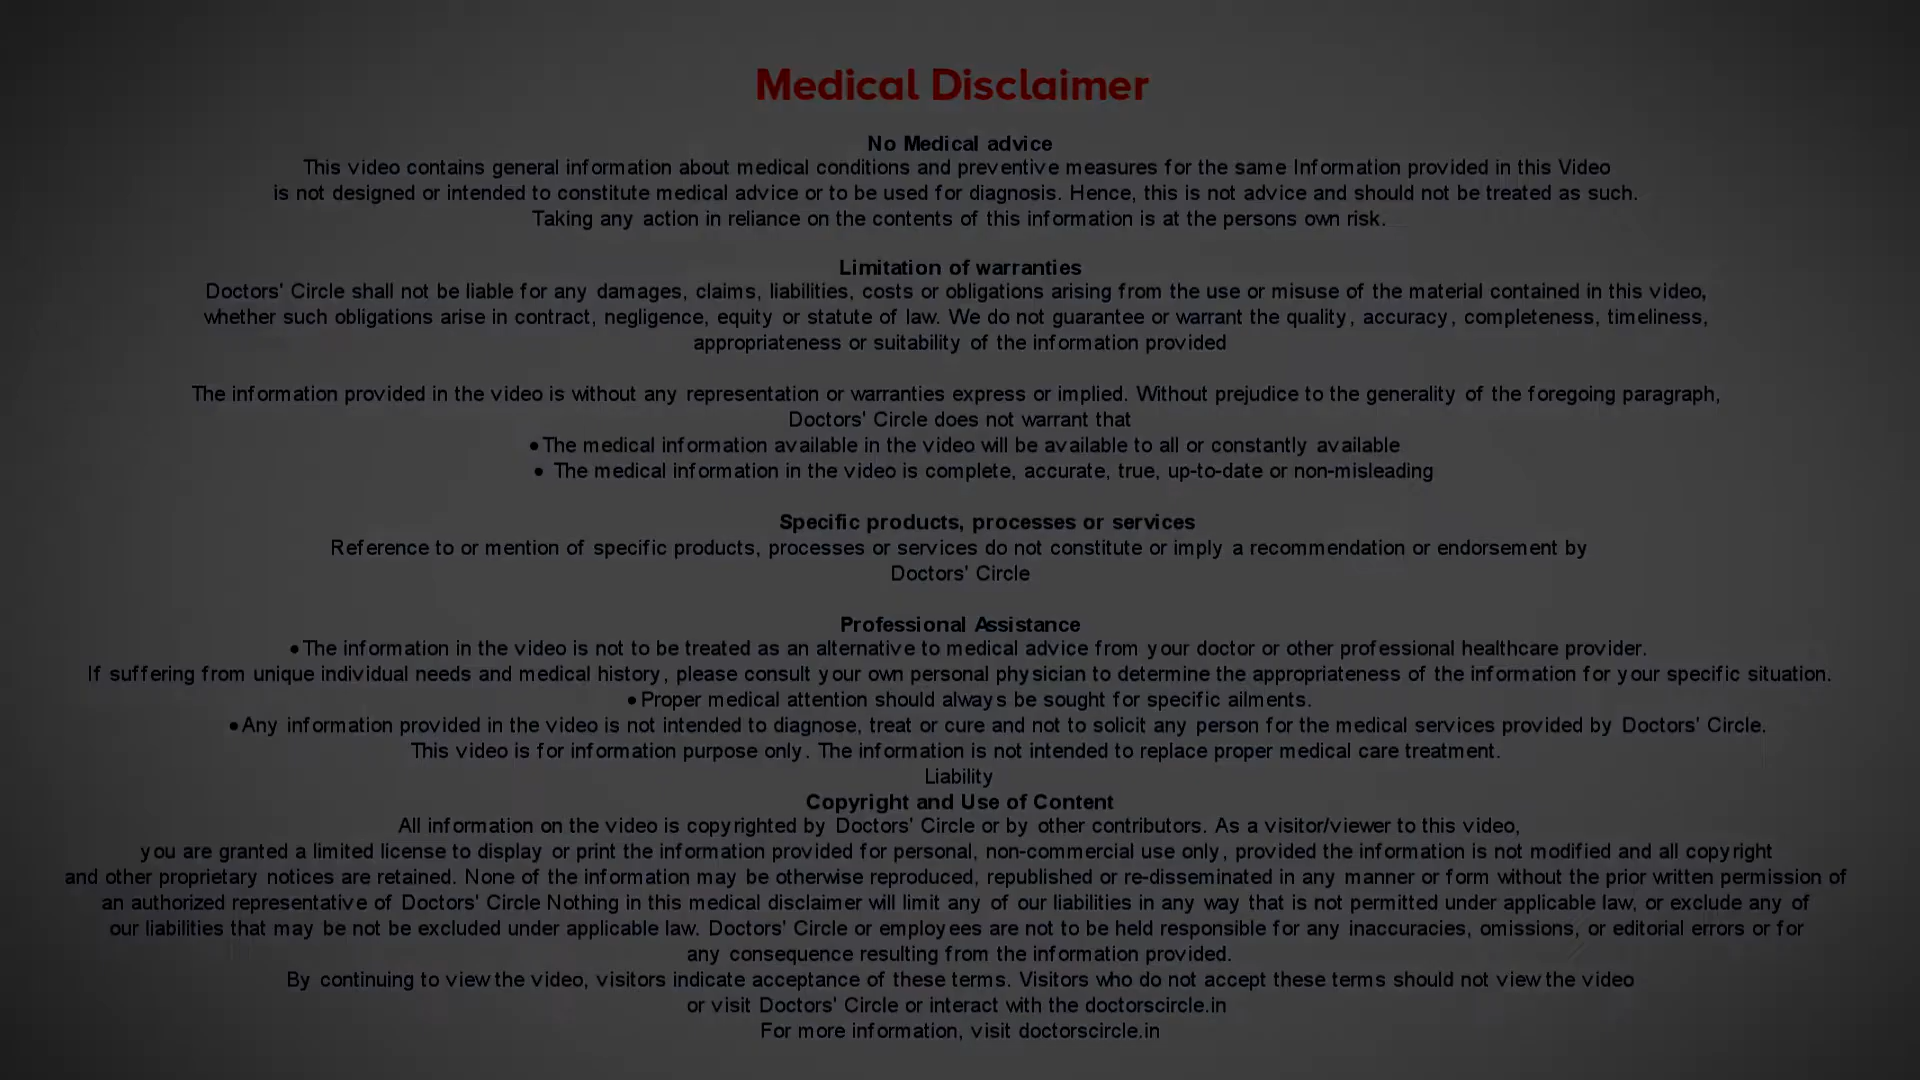 Medical Disclaimer
No Medical advice
This video contains general information about medical conditions and preventive measures for the same Information provided in this Video
is not designed or intended to constitute medical advice or to be used for diagnosis. Hence, this is not advice and should not be treated as such.
Taking any action in reliance on the contents of this information is at the persons own risk.
Limitation of warranties
Doctors' Circle shall not be liable for any damages, claims, liabilities, costs or obligations arising from the use or misuse of the material contained in this video,
whether such obligations arise in contract, negligence, equity or statute of law. We do not guarantee or warrant the quality, accuracy, completeness, timeliness,
appropriateness or suitability of the information provided
The information provided in the video is without any representation or warranties express or implied. Without prejudice to the generality of the foregoing paragraph,
Doctors' Circle does not warrant that
•The medical information available in the video will be available to all or constantly available
• The medical information in the video is complete, accurate, true, up-to-date or non-misleading
Specific products, processes or services
Reference to or mention of specific products, processes or services do not constitute or imply a recommendation or endorsement by
Doctors' Circle
Professional Assistance
•The information in the video is not to be treated as an alternative to medical advice from your doctor or other professional healthcare provider.
If suffering from unique individual needs and medical history, please consult your own personal physician to determine the appropriateness of the information for your specific situation.
•Proper medical attention should always be sought for specific ailments.
•Any information provided in the video is not intended to diagnose, treat or cure and not to solicit any person for the medical services provided by Doctors' Circle.
This video is for information purpose only. The information is not intended to replace proper medical care treatment.
Liability
Copyright and Use of Content
All information on the video is copyrighted by Doctors' Circle or by other contributors. As a visitor/viewer to this video,
you are granted a limited license to display or print the information provided for personal, non-commercial use only, provided the information is not modified and all copyright
and other proprietary notices are retained. None of the information may be otherwise reproduced, republished or re-disseminated in any manner or form without the prior written permission of
an authorized representative of Doctors' Circle Nothing in this medical disclaimer will limit any of our liabilities in any way that is not permitted under applicable law, or exclude any of
our liabilities that may be not be excluded under applicable law. Doctors' Circle or employees are not to be held responsible for any inaccuracies, omissions, or editorial errors or for
any consequence resulting from the information provided.
By continuing to view the video, visitors indicate acceptance of these terms. Visitors who do not accept these terms should not view the video
or visit Doctors' Circle or interact with the doctorscircle.in
For more information, visit doctorscircle.in